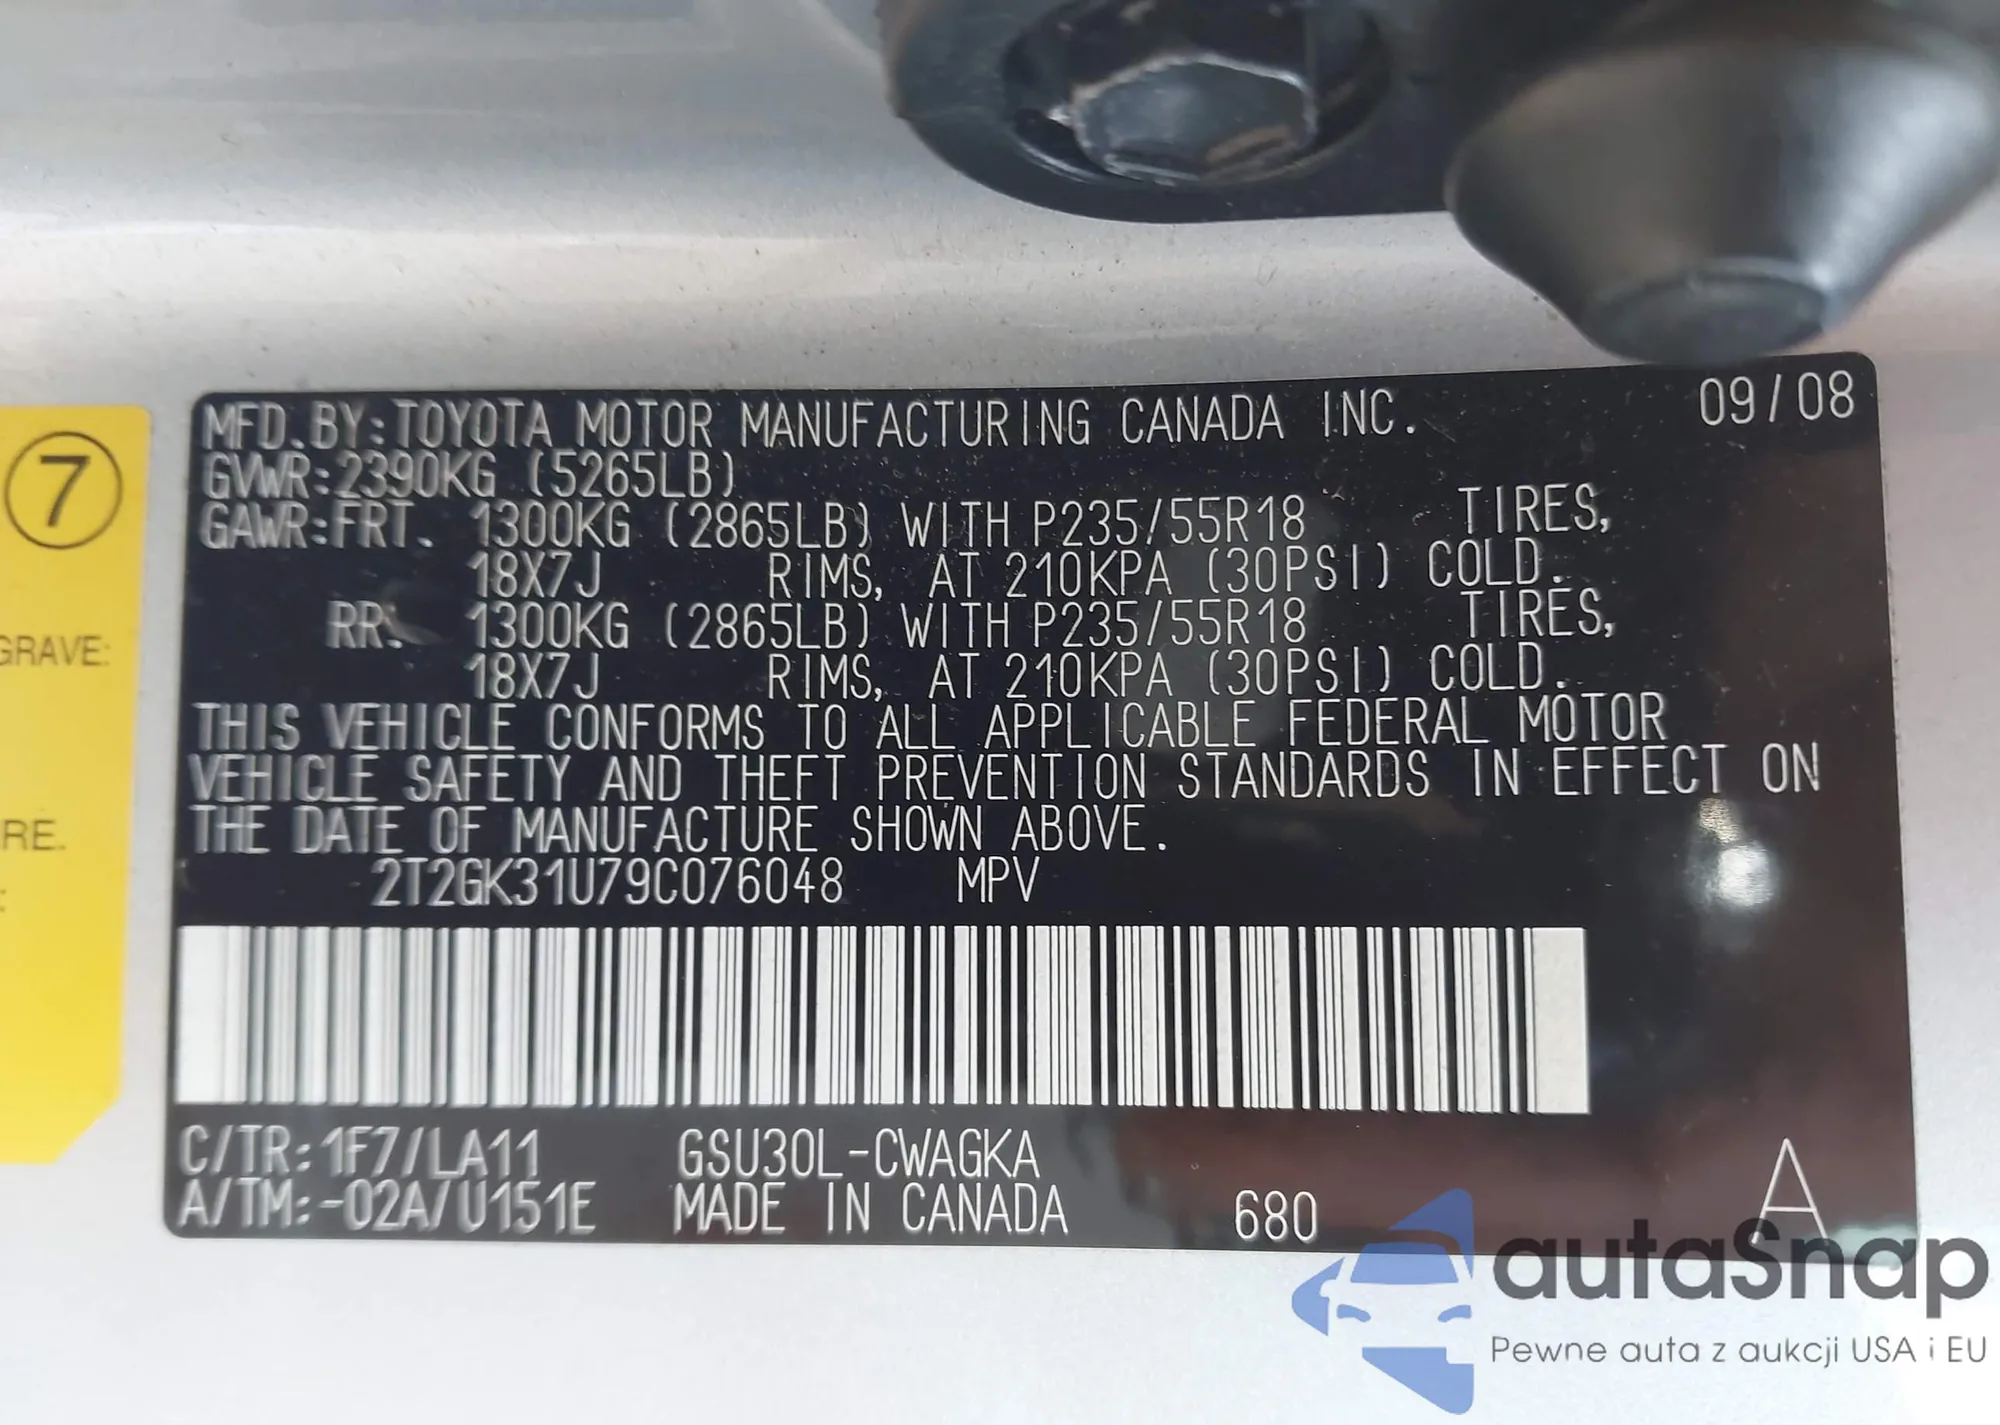 MFD.BY:TOYOTA MOTOR MANUFACTURING CANADA INC. 09/08
GVWR:2390KG (5265LB)
GAWR:FRT. 1300KG (2865LB) WITH P235/55R18 TIRES,
18X7J RIMS, AT 210KPA (30PSI) COLD.
RR. 1300KG (2865LB) WITH P235/55R18 TIRES,
18X7J RIMS, AT 210KPA (30PSI) COLD.
THIS VEHICLE CONFORMS TO ALL APPLICABLE FEDERAL MOTOR
VEHICLE SAFETY AND THEFT PREVENTION STANDARDS IN EFFECT ON
THE DATE OF MANUFACTURE SHOWN ABOVE.
2T2GK31U79C076048 MPV
C/TR:1F7/LA11 GSU30L-CWAGKA
A/TM:-02A/U151E MADE IN CANADA 680 A
7
GRAVE:
RE.
autaSnap
Pewne auta z aukcji USA i EU